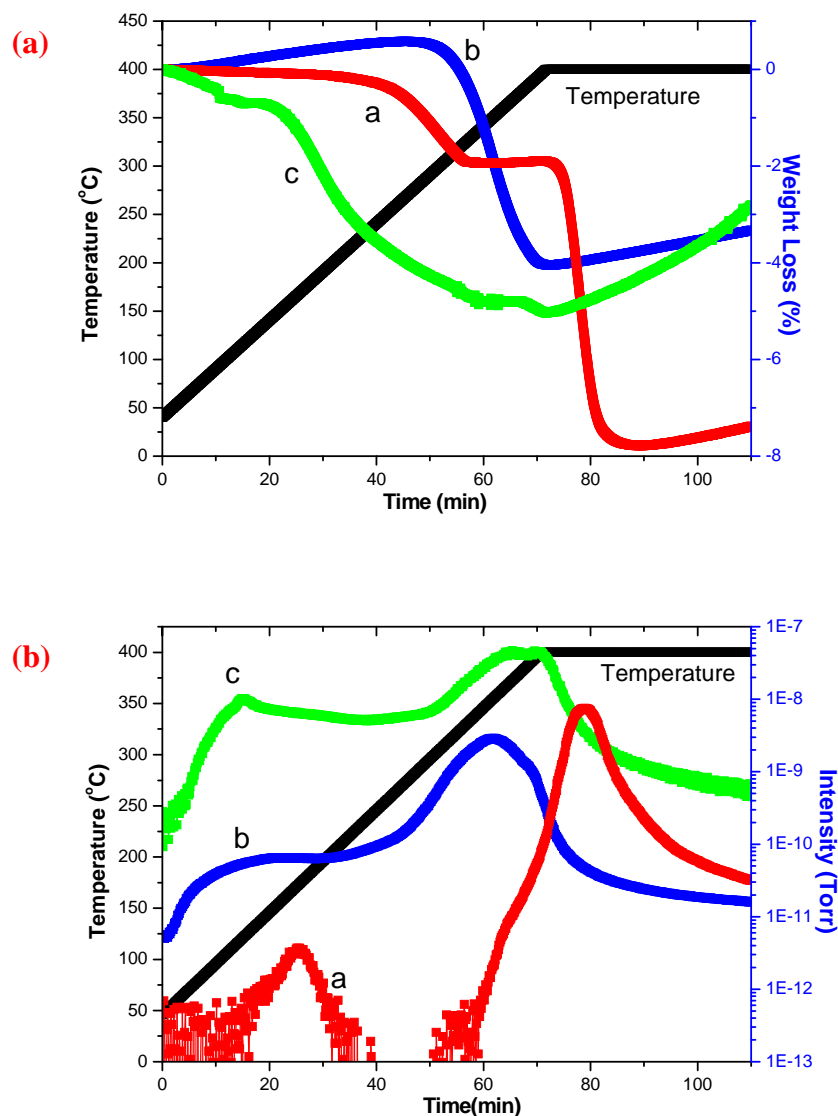 (a)
450
400
350
300
250
200
150
100
50
0
Temperature (°C)
0 20 40 60 80 100
Time (min)
0
-2
-4
-6
-8
Weight Loss (%)
a
b
c
Temperature
(b)
400
350
300
250
200
150
100
50
0
Temperature (°C)
0 20 40 60 80 100
Time(min)
1E-7
1E-8
1E-9
1E-10
1E-11
1E-12
1E-13
Intensity (Torr)
c
b
a
Temperature